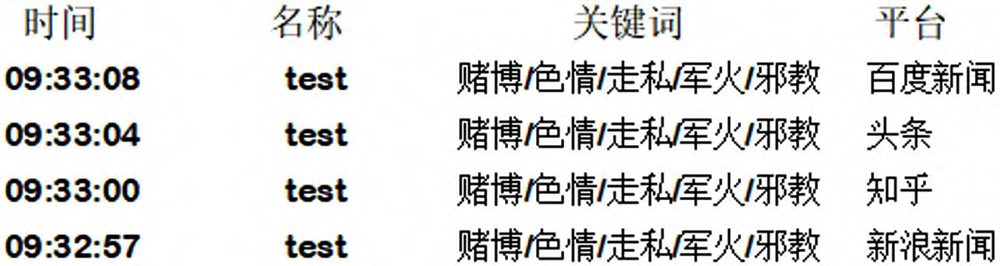 时间 名称 关键词 平台
09:33:08 test 赌博/色情/走私/军火/邪教 百度新闻
09:33:04 test 赌博/色情/走私/军火/邪教 头条
09:33:00 test 赌博/色情/走私/军火/邪教 知乎
09:32:57 test 赌博/色情/走私/军火/邪教 新浪新闻